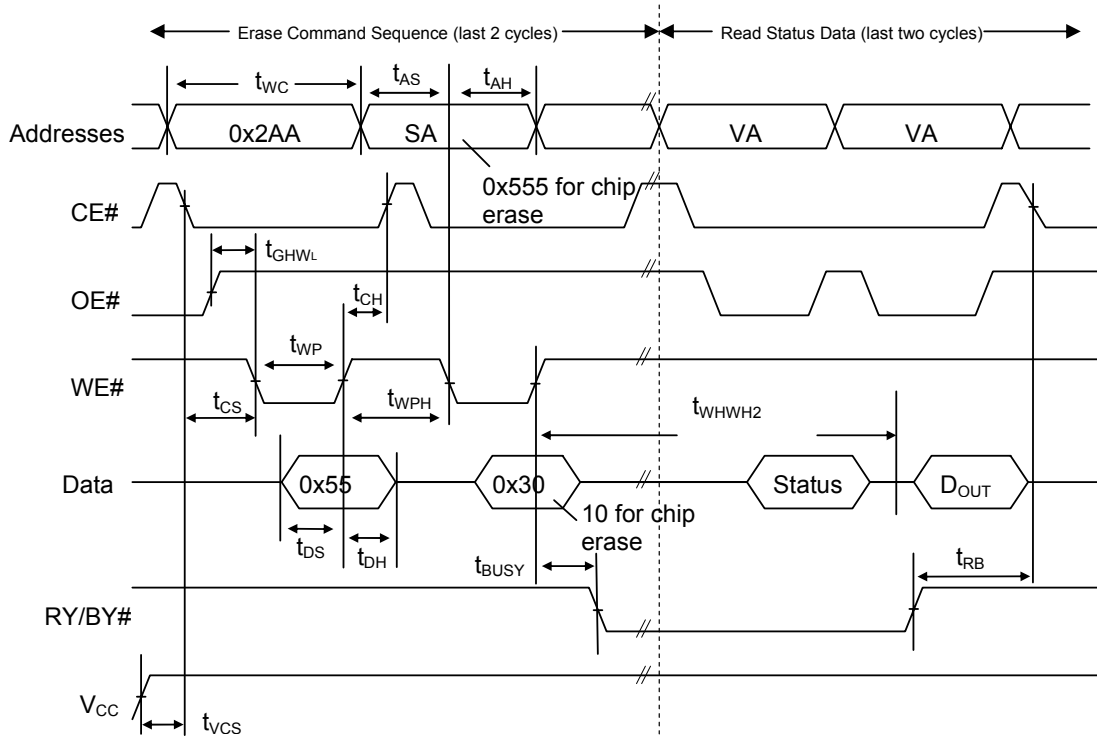 Erase Command Sequence (last 2 cycles)
Read Status Data (last two cycles)
tWC
tAS
tAH
Addresses
0x2AA
SA
VA
VA
0x555 for chip
erase
CE#
tGHWL
OE#
tCH
tWP
WE#
tCS
tWPH
tWHWH2
Data
0x55
0x30
Status
DOUT
10 for chip
erase
tDS
tDH
tBUSY
tRB
RY/BY#
VCC
tVCS